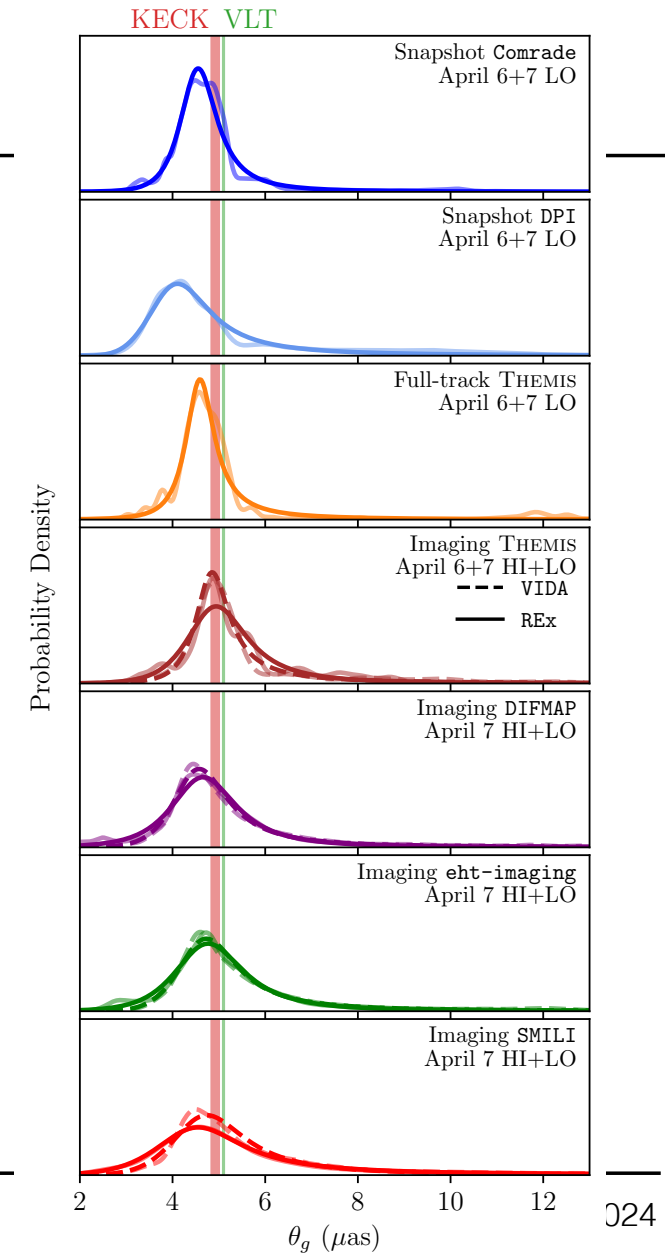 KECK VLT
Snapshot Comrade
April 6+7 LO
Snapshot DPI
April 6+7 LO
Full-track THEMIS
April 6+7 LO
Imaging THEMIS
April 6+7 HI+LO
VIDA
REx
Imaging DIFMAP
April 7 HI+LO
Imaging eht-imaging
April 7 HI+LO
Imaging SMILI
April 7 HI+LO
Probability Density
2 4 6 8 10 12
θg (μas)
024